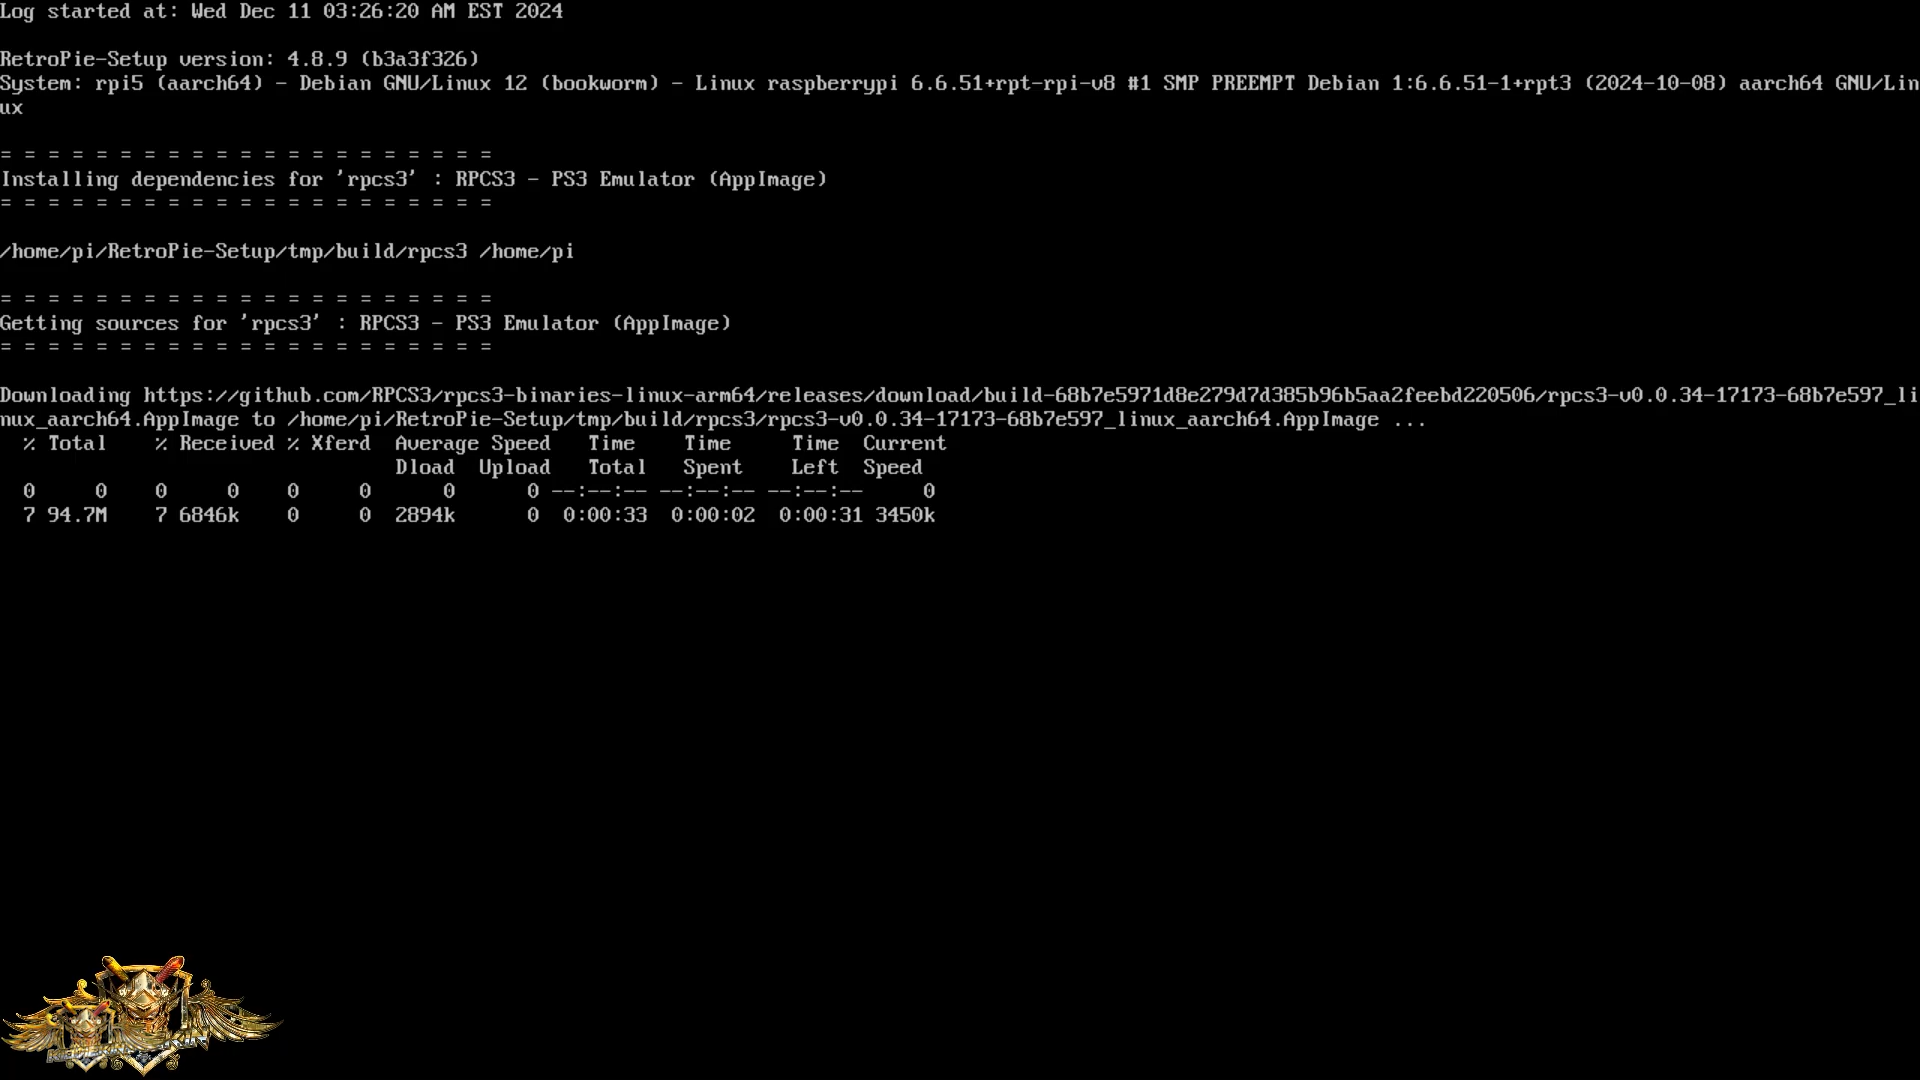 Log started at: Wed Dec 11 03:26:20 AM EST 2024
RetroPie-Setup version: 4.8.9 (b3a3f326)
System: rpi5 (aarch64) - Debian GNU/Linux 12 (bookworm) - Linux raspberrypi 6.6.51+rpt-rpi-v8 #1 SMP PREEMPT Debian 1:6.6.51-1+rpt3 (2024-10-08) aarch64 GNU/Lin
ux
= = = = = = = = = = = = = = = = = = = = =
Installing dependencies for 'rpcs3' : RPCS3 - PS3 Emulator (AppImage)
= = = = = = = = = = = = = = = = = = = = =
/home/pi/RetroPie-Setup/tmp/build/rpcs3 /home/pi
= = = = = = = = = = = = = = = = = = = = =
Getting sources for 'rpcs3' : RPCS3 - PS3 Emulator (AppImage)
= = = = = = = = = = = = = = = = = = = = =
Downloading https://github.com/RPCS3/rpcs3-binaries-linux-arm64/releases/download/build-68b7e5971d8e279d7d385b96b5aa2feebd220506/rpcs3-v0.0.34-17173-68b7e597_li
nux_aarch64.AppImage to /home/pi/RetroPie-Setup/tmp/build/rpcs3/rpcs3-v0.0.34-17173-68b7e597_linux_aarch64.AppImage ...
% Total % Received % Xferd Average Speed Time Time Time Current
Dload Upload Total Spent Left Speed
0 0 0 0 0 0 0 0 --:--:-- --:--:-- --:--:-- 0
7 94.7M 7 6846k 0 0 2894k 0 0:00:33 0:00:02 0:00:31 3450k